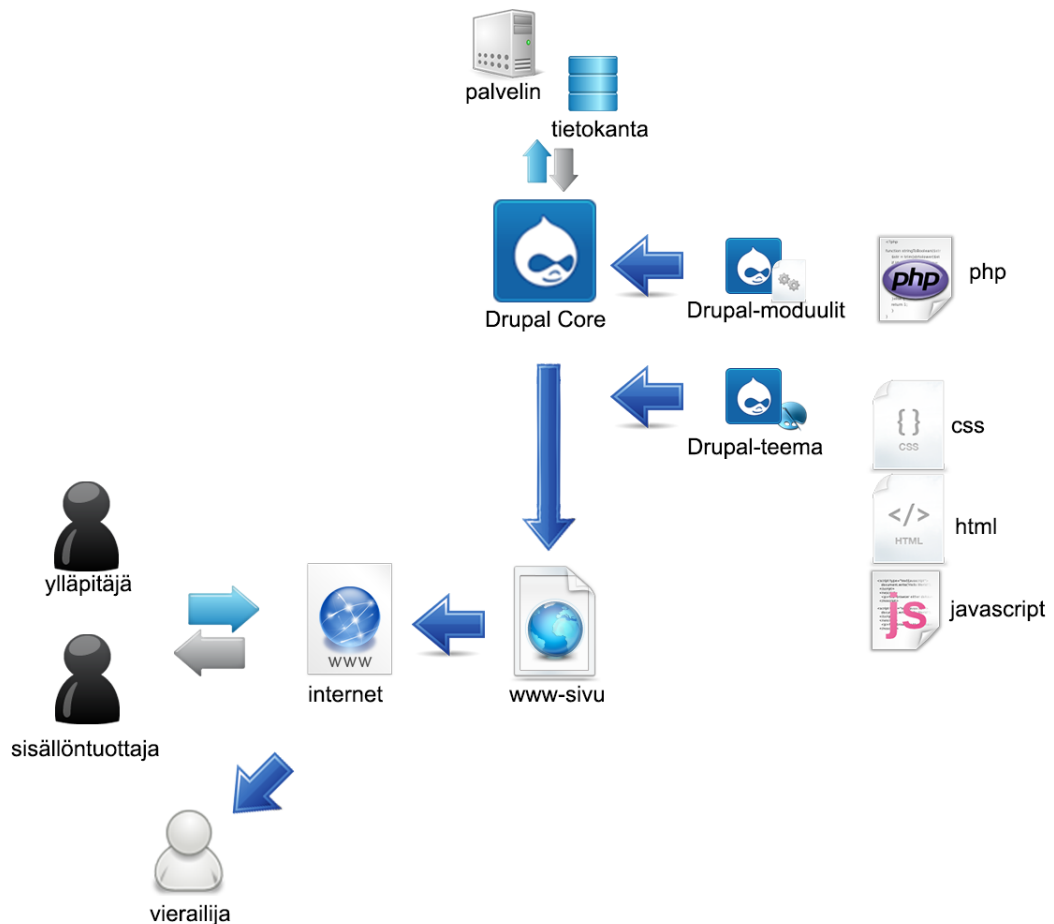 palvelin
tietokanta
Drupal Core
Drupal-moduulit
php
php
Drupal-teema
{ }
CSS
css
</>
HTML
html
js
javascript
ylläpitäjä
sisällöntuottaja
WWW
internet
www-sivu
vierailija